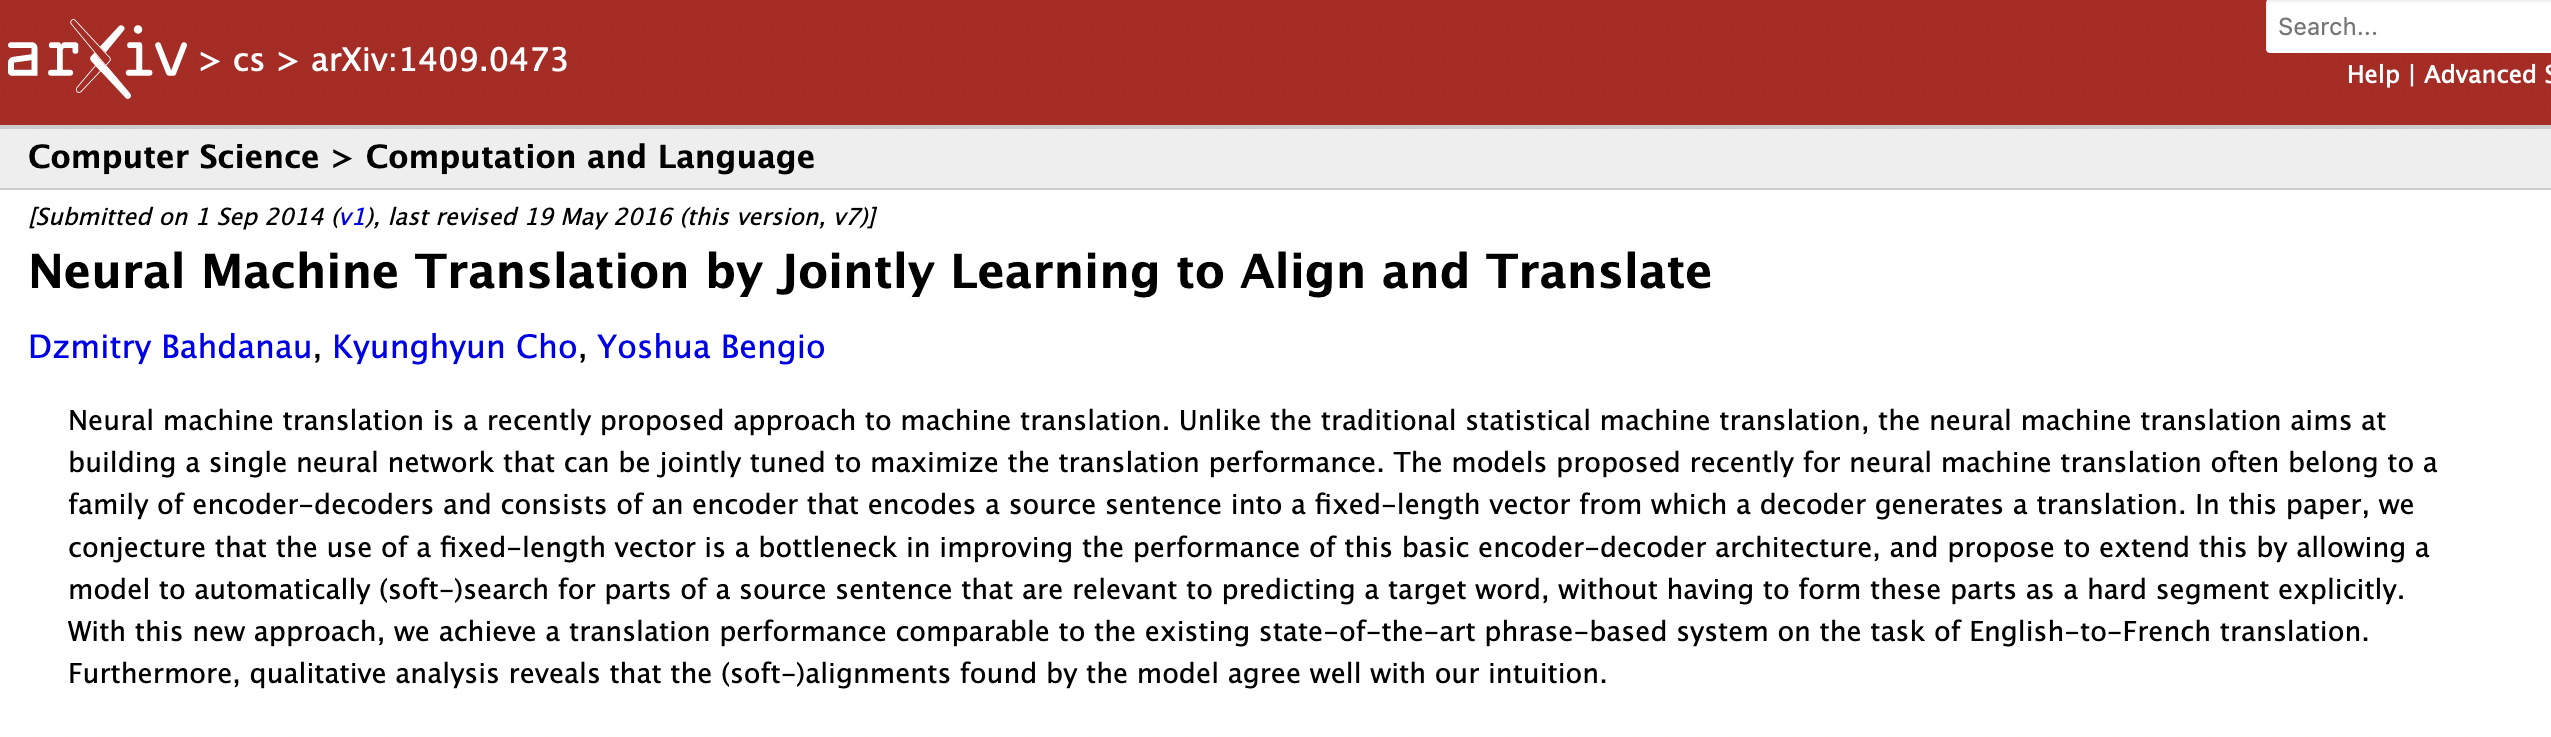 arXiv > cs > arXiv:1409.0473
Search...
Help | Advanced S
Computer Science > Computation and Language
[Submitted on 1 Sep 2014 (v1), last revised 19 May 2016 (this version, v7)]
Neural Machine Translation by Jointly Learning to Align and Translate
Dzmitry Bahdanau, Kyunghyun Cho, Yoshua Bengio
Neural machine translation is a recently proposed approach to machine translation. Unlike the traditional statistical machine translation, the neural machine translation aims at
building a single neural network that can be jointly tuned to maximize the translation performance. The models proposed recently for neural machine translation often belong to a
family of encoder-decoders and consists of an encoder that encodes a source sentence into a fixed-length vector from which a decoder generates a translation. In this paper, we
conjecture that the use of a fixed-length vector is a bottleneck in improving the performance of this basic encoder-decoder architecture, and propose to extend this by allowing a
model to automatically (soft-)search for parts of a source sentence that are relevant to predicting a target word, without having to form these parts as a hard segment explicitly.
With this new approach, we achieve a translation performance comparable to the existing state-of-the-art phrase-based system on the task of English-to-French translation.
Furthermore, qualitative analysis reveals that the (soft-)alignments found by the model agree well with our intuition.